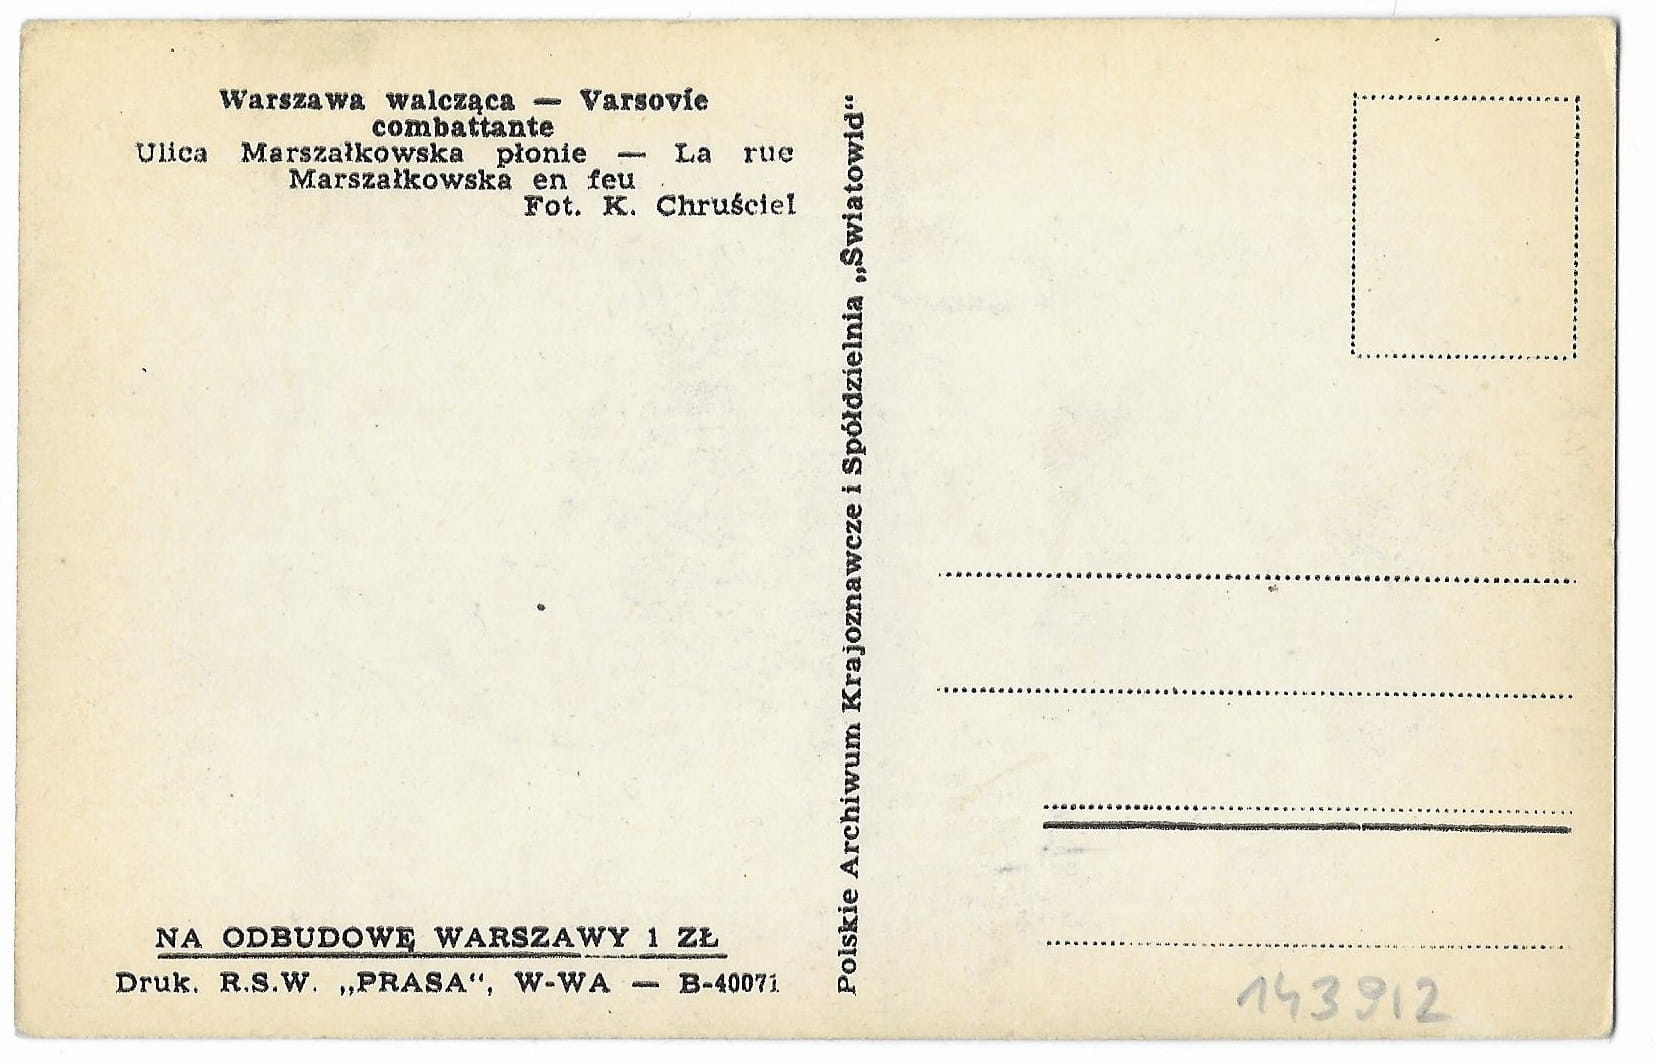 Warszawa walcząca — Varsovie
combattante
Ulica Marszałkowska płonie — La rue
Marszałkowska en feu
Fot. K. Chruściel
NA ODBUDOWĘ WARSZAWY 1 ZŁ
Druk. R.S.W. „PRASA“, W-WA — B-40071
Polskie Archiwum Krajoznawcze i Spółdzielnia „Światowid“
143912